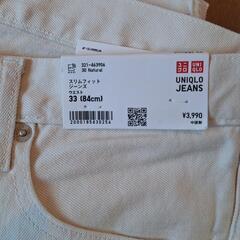 321-463906
30 Natural
スリムフィット
ジーンズ
ウエスト
33 (84cm)
UNIQLO
JEANS
¥3,990
2000195630254